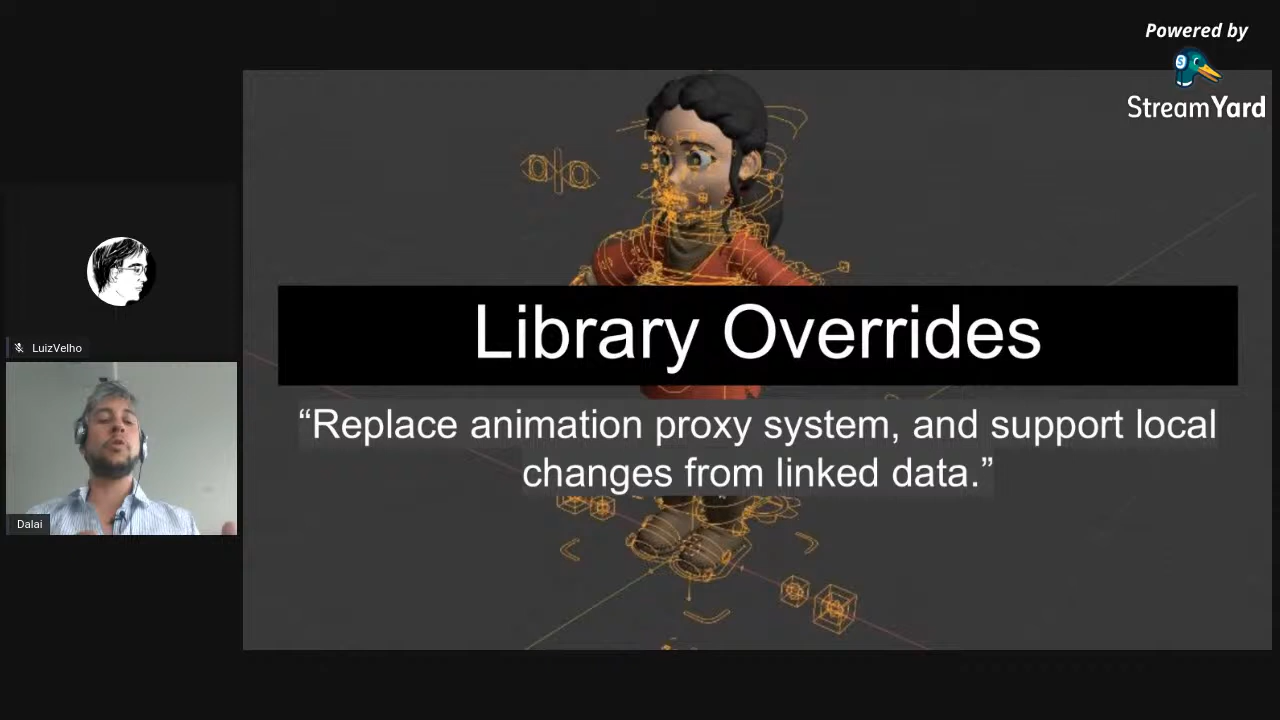 Powered by
StreamYard
Library Overrides
“Replace animation proxy system, and support local
changes from linked data.”
LuizVelho
Dalai